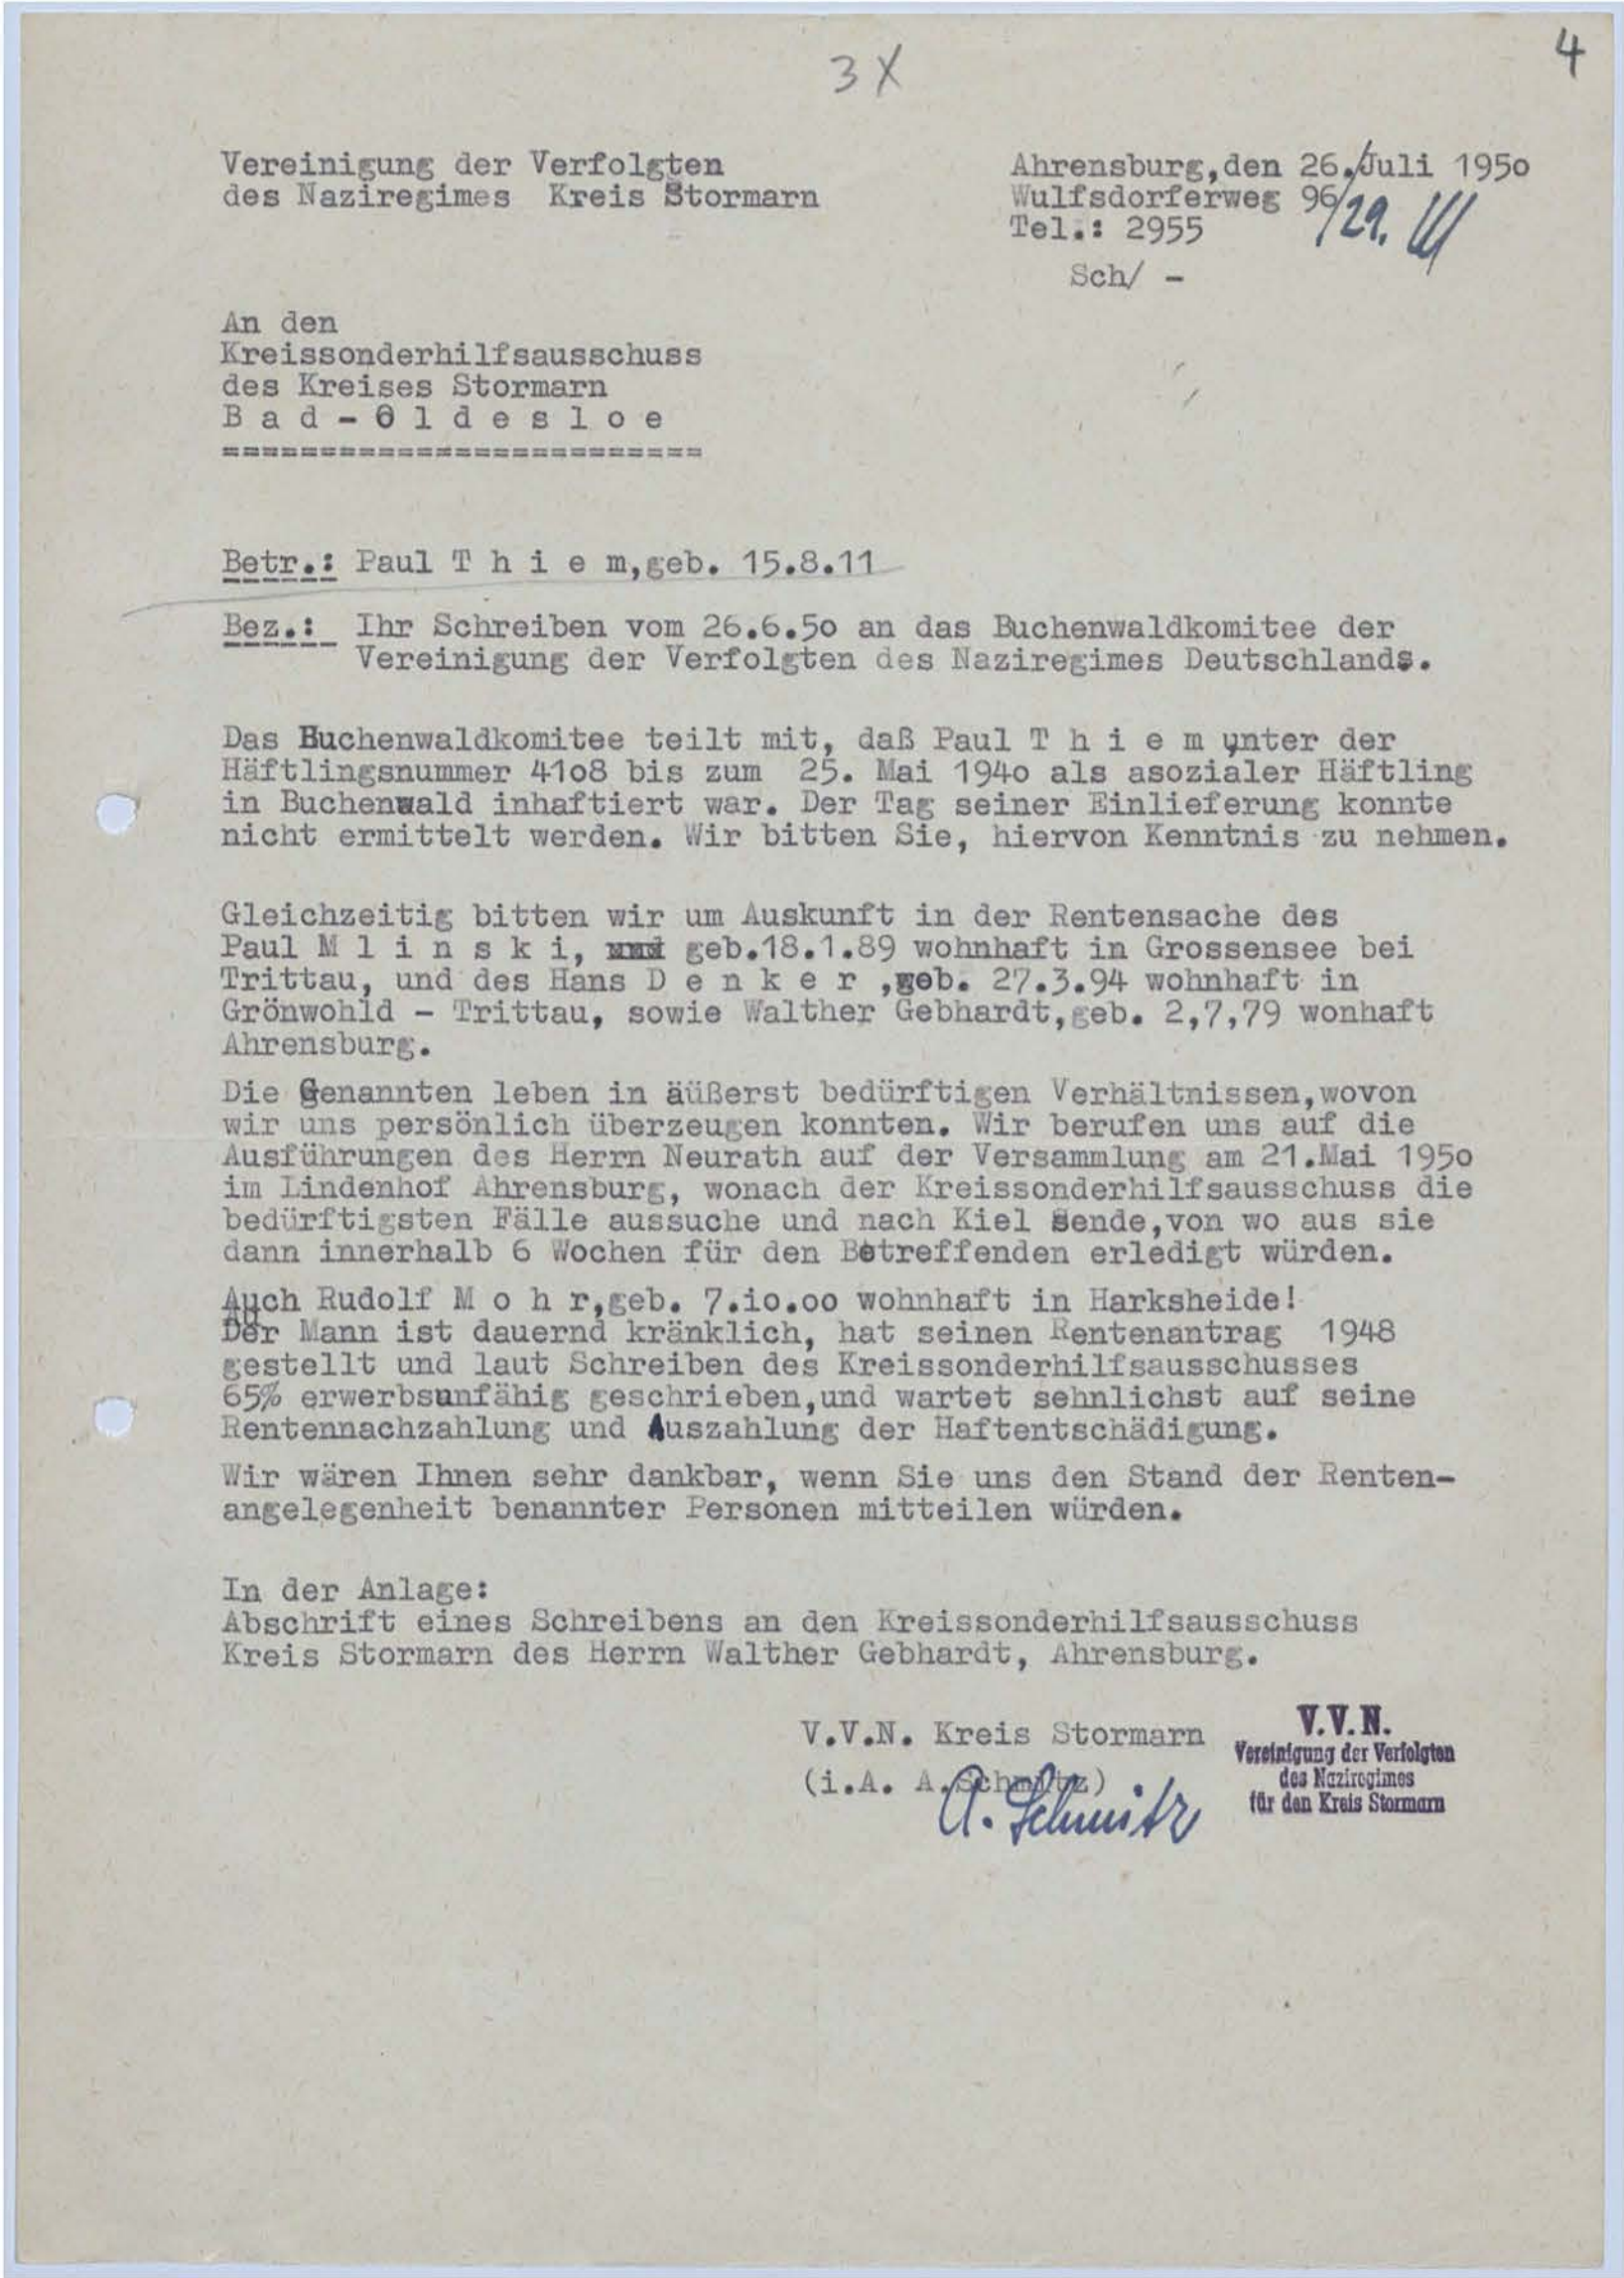 3 X
4
Vereinigung der Verfolgten
des Naziregimes  Kreis Stormarn
Ahrensburg,den 26.Juli 195o
Wulfsdorferweg 96
Tel.: 2955
/29.
Sch/ -
An den
Kreissonderhilfsausschuss
des Kreises Stormarn
B a d - O l d e s l o e
=========================
Betr.: Paul T h i e m,geb. 15.8.11
Bez.:  Ihr Schreiben vom 26.6.5o an das Buchenwaldkomitee der
Vereinigung der Verfolgten des Naziregimes Deutschlands.
Das Buchenwaldkomitee teilt mit, daß Paul T h i e m unter der
Häftlingsnummer 41o8 bis zum  25. Mai 194o als asozialer Häftling
in Buchenwald inhaftiert war. Der Tag seiner Einlieferung konnte
nicht ermittelt werden. Wir bitten Sie, hiervon Kenntnis zu nehmen.
Gleichzeitig bitten wir um Auskunft in der Rentensache des
Paul M l i n s k i, geb.18.1.89 wohnhaft in Grossensee bei
Trittau, und des Hans D e n k e r ,geb. 27.3.94 wohnhaft in
Grönwohld - Trittau, sowie Walther Gebhardt,geb. 2,7,79 wonhaft
Ahrensburg.
Die Genannten leben in äüßerst bedürftigen Verhältnissen,wovon
wir uns persönlich überzeugen konnten. Wir berufen uns auf die
Ausführungen des Herrn Neurath auf der Versammlung am 21.Mai 195o
im Lindenhof Ahrensburg, wonach der Kreissonderhilfsausschuss die
bedürftigsten Fälle aussuche und nach Kiel sende,von wo aus sie
dann innerhalb 6 Wochen für den Betreffenden erledigt würden.
Auch Rudolf M o h r,geb. 7.1o.oo wohnhaft in Harksheide!
Der Mann ist dauernd kränklich, hat seinen Rentenantrag  1948
gestellt und laut Schreiben des Kreissonderhilfsausschusses
65% erwerbsunfähig geschrieben,und wartet sehnlichst auf seine
Rentennachzahlung und Auszahlung der Haftentschädigung.
Wir wären Ihnen sehr dankbar, wenn Sie uns den Stand der Renten-
angelegenheit benannter Personen mitteilen würden.
In der Anlage:
Abschrift eines Schreibens an den Kreissonderhilfsausschuss
Kreis Stormarn des Herrn Walther Gebhardt, Ahrensburg.
V.V.N. Kreis Stormarn
(i.A. A.Schmitz)
A. Schmitz
V.V.N.
Vereinigung der Verfolgten
des Naziregimes
für den Kreis Stormarn